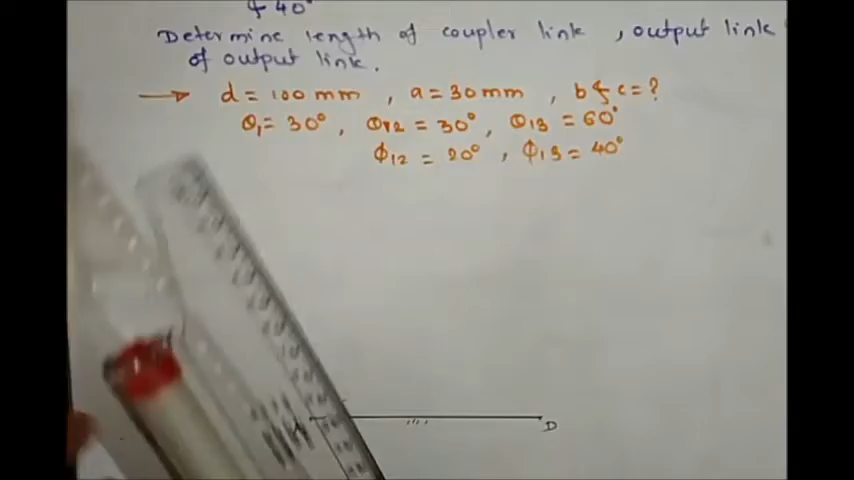 & 40°
Determine length of coupler link , output link
of output link.
→ d = 100 mm , a = 30 mm , b & c = ?
θ₁ = 30° , θ₁₂ = 30° , θ₁₃ = 60°
ϕ₁₂ = 20° , ϕ₁₃ = 40°
A D